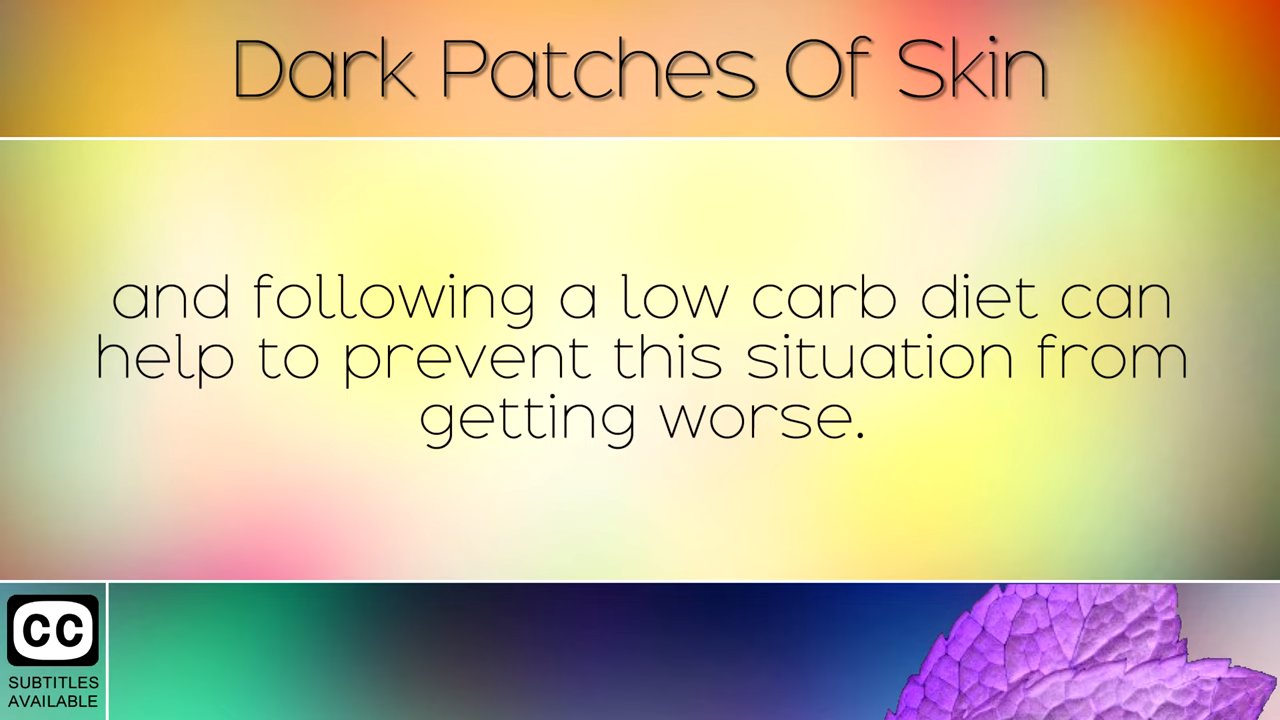 Dark Patches Of Skin
and following a low carb diet can
help to prevent this situation from
getting worse.
CC
SUBTITLES
AVAILABLE